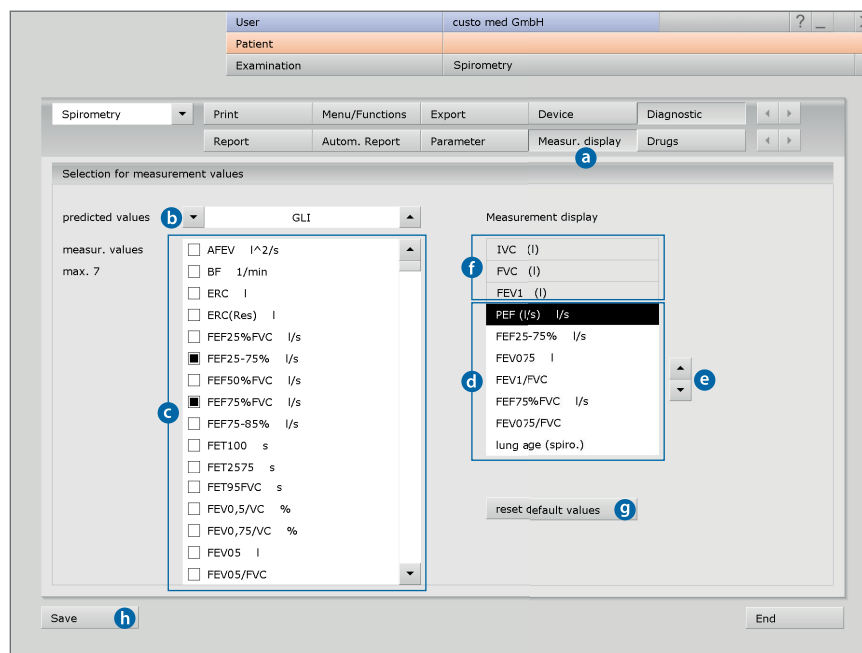 User custo med GmbH ? _
Patient
Examination Spirometry
Spirometry Print Menu/Functions Export Device Diagnostic
Report Autom. Report Parameter Measur. display Drugs
a
Selection for measurement values
predicted values b GLI Measurement display
measur. values
max. 7
AFEV l^2/s
BF 1/min
ERC l
ERC(Res) l
FEF25%FVC l/s
FEF25-75% l/s
FEF50%FVC l/s
FEF75%FVC l/s
FEF75-85% l/s
FET100 s
FET2575 s
FET95FVC s
FEV0,5/VC %
FEV0,75/VC %
FEV05 l
FEV05/FVC
c
f
IVC (l)
FVC (l)
FEV1 (l)
d
PEF (l/s) l/s
FEF25-75% l/s
FEV075 l
FEV1/FVC
FEF75%FVC l/s
FEV075/FVC
lung age (spiro.)
e
reset default values g
Save h End